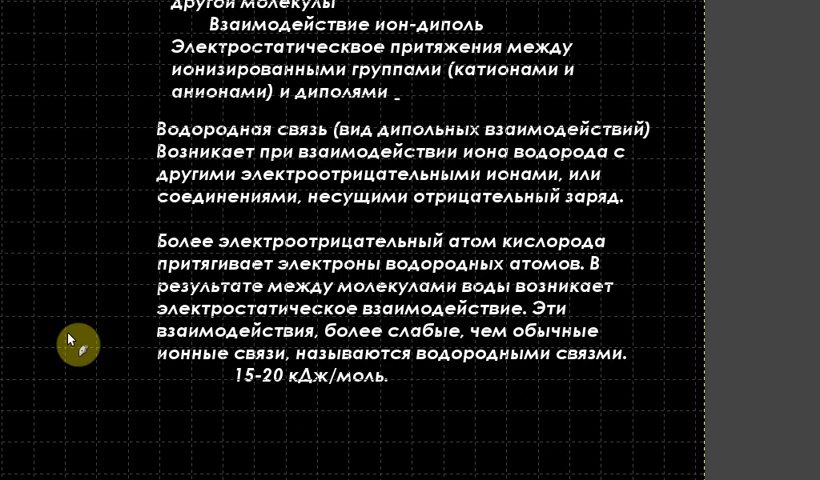 другой молекулы
Взаимодействие ион-диполь
Электростатическвое притяжения между
ионизированными группами (катионами и
анионами) и диполями _
Водородная связь (вид дипольных взаимодействий)
Возникает при взаимодействии иона водорода с
другими электроотрицательными ионами, или
соединениями, несущими отрицательный заряд.
Более электроотрицательный атом кислорода
притягивает электроны водородных атомов. В
результате между молекулами воды возникает
электростатическое взаимодействие. Эти
взаимодействия, более слабые, чем обычные
ионные связи, называются водородными связми.
15-20 кДж/моль.